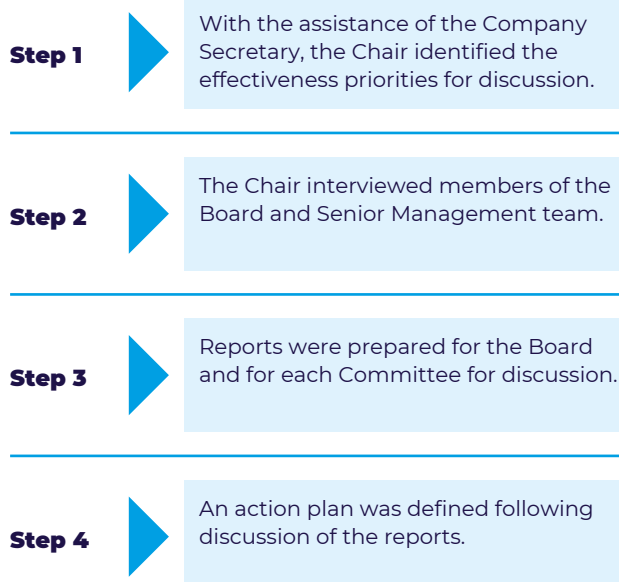 Step 1
With the assistance of the Company
Secretary, the Chair identified the
effectiveness priorities for discussion.
Step 2
The Chair interviewed members of the
Board and Senior Management team.
Step 3
Reports were prepared for the Board
and for each Committee for discussion.
Step 4
An action plan was defined following
discussion of the reports.